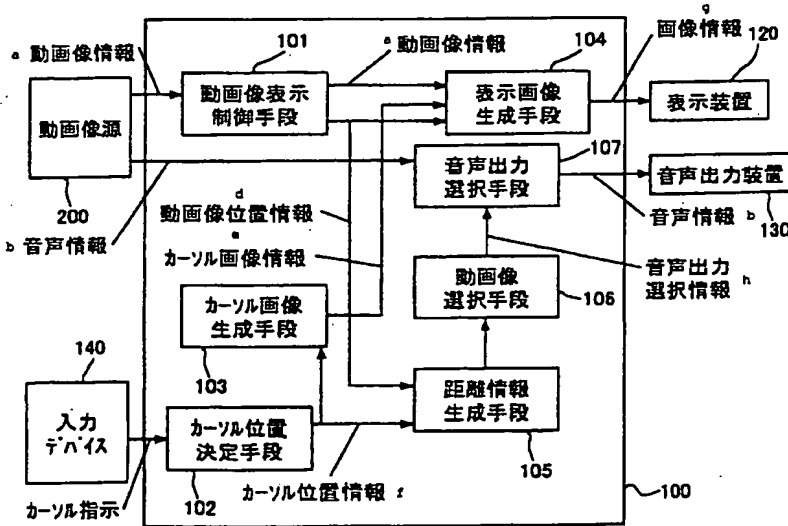 a 動画像情報
101
a 動画像情報
104
g
画像情報
120
動画像源
動画像表示
制御手段
表示画像
生成手段
表示装置
200
107
音声出力
選択手段
音声出力装置
音声情報 b
130
b 音声情報
d
動画像位置情報
e
カーソル画像情報
動画像
選択手段
106
音声出力
選択情報 h
カーソル画像
生成手段
103
140
入力
デバイス
カーソル位置
決定手段
距離情報
生成手段
105
カーソル指示
102
カーソル位置情報 f
100